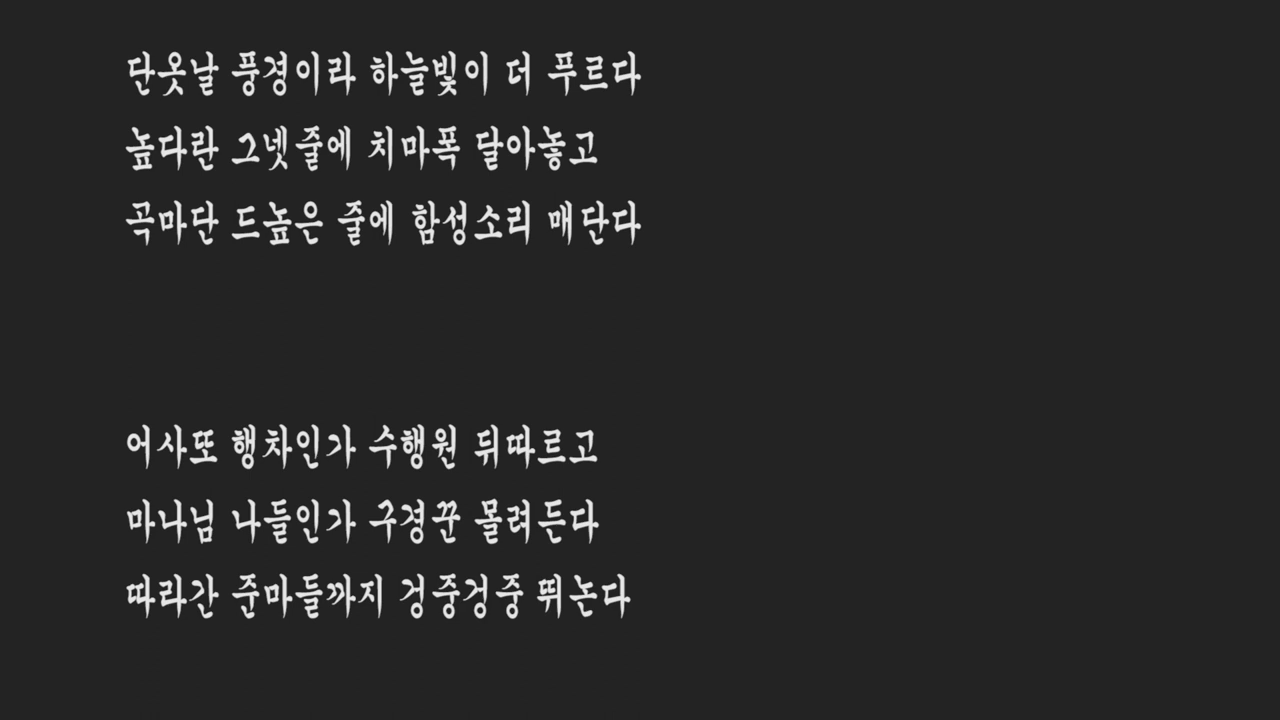 단옷날 풍경이라 하늘빛이 더 푸르다
높다란 그넷줄에 치마폭 달아놓고
곡마단 드높은 줄에 함성소리 매단다
어사또 행차인가 수행원 뒤따르고
마나님 나들인가 구경꾼 몰려든다
따라간 준마들까지 겅중겅중 뛰논다